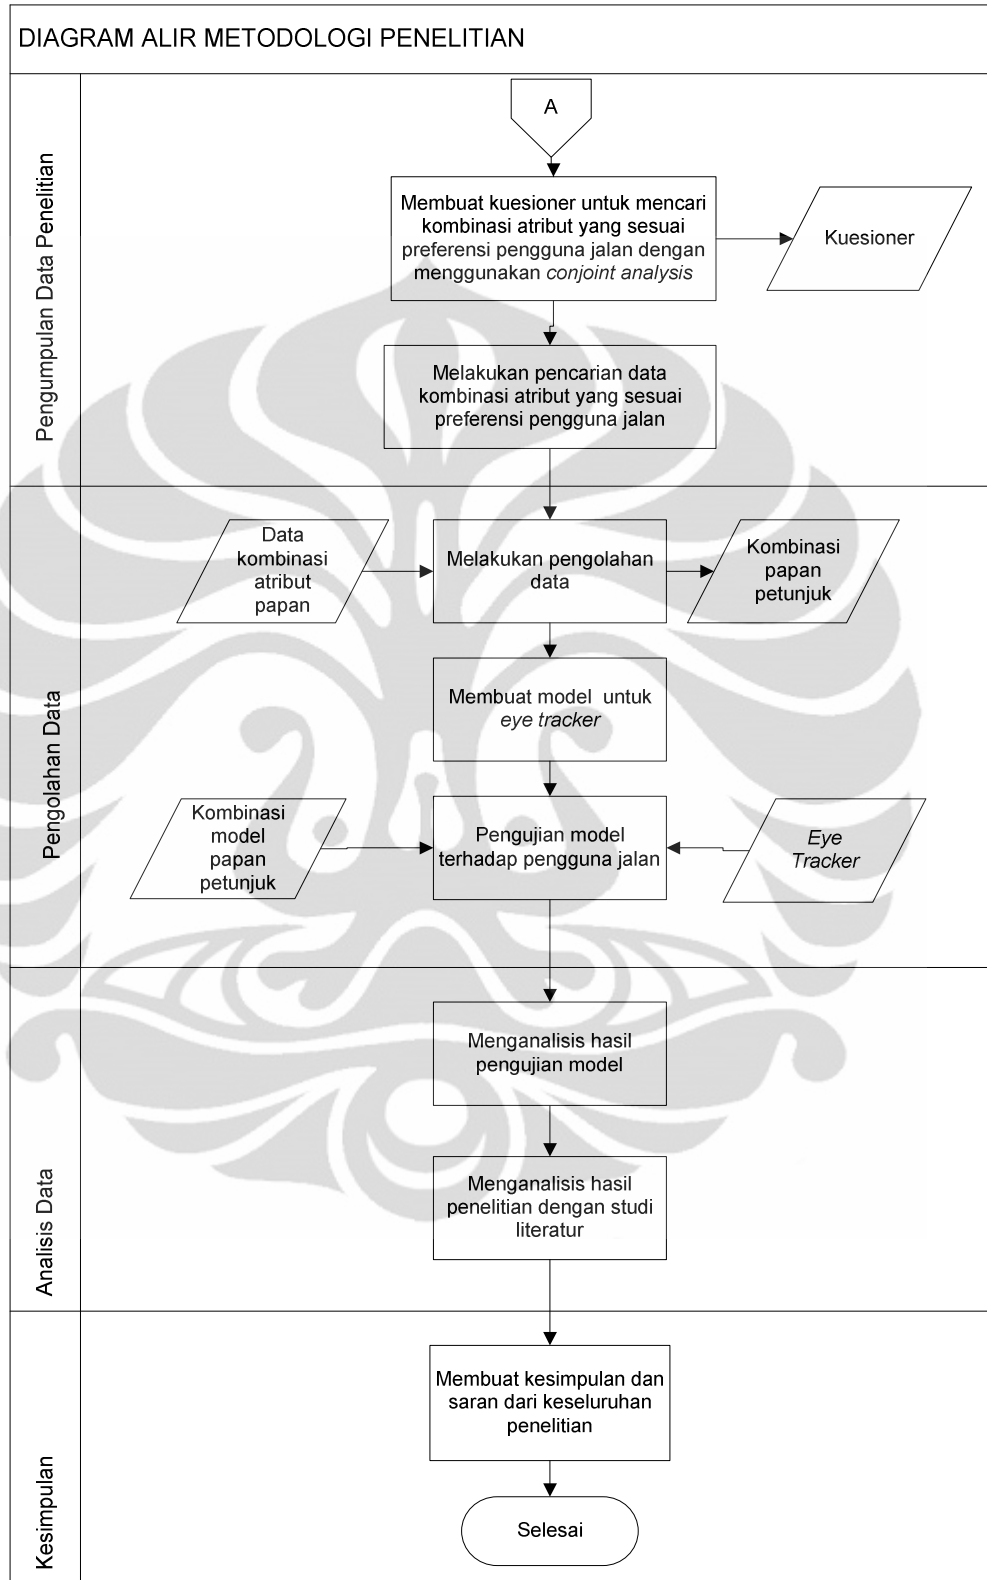 DIAGRAM ALIR METODOLOGI PENELITIAN
Pengumpulan Data Penelitian
A
Membuat kuesioner untuk mencari
kombinasi atribut yang sesuai
preferensi pengguna jalan dengan
menggunakan conjoint analysis
Kuesioner
Melakukan pencarian data
kombinasi atribut yang sesuai
preferensi pengguna jalan
Pengolahan Data
Data
kombinasi
atribut
papan
Melakukan pengolahan
data
Kombinasi
papan
petunjuk
Membuat model untuk
eye tracker
Kombinasi
model
papan
petunjuk
Pengujian model
terhadap pengguna jalan
Eye
Tracker
Analisis Data
Menganalisis hasil
pengujian model
Menganalisis hasil
penelitian dengan studi
literatur
Kesimpulan
Membuat kesimpulan dan
saran dari keseluruhan
penelitian
Selesai